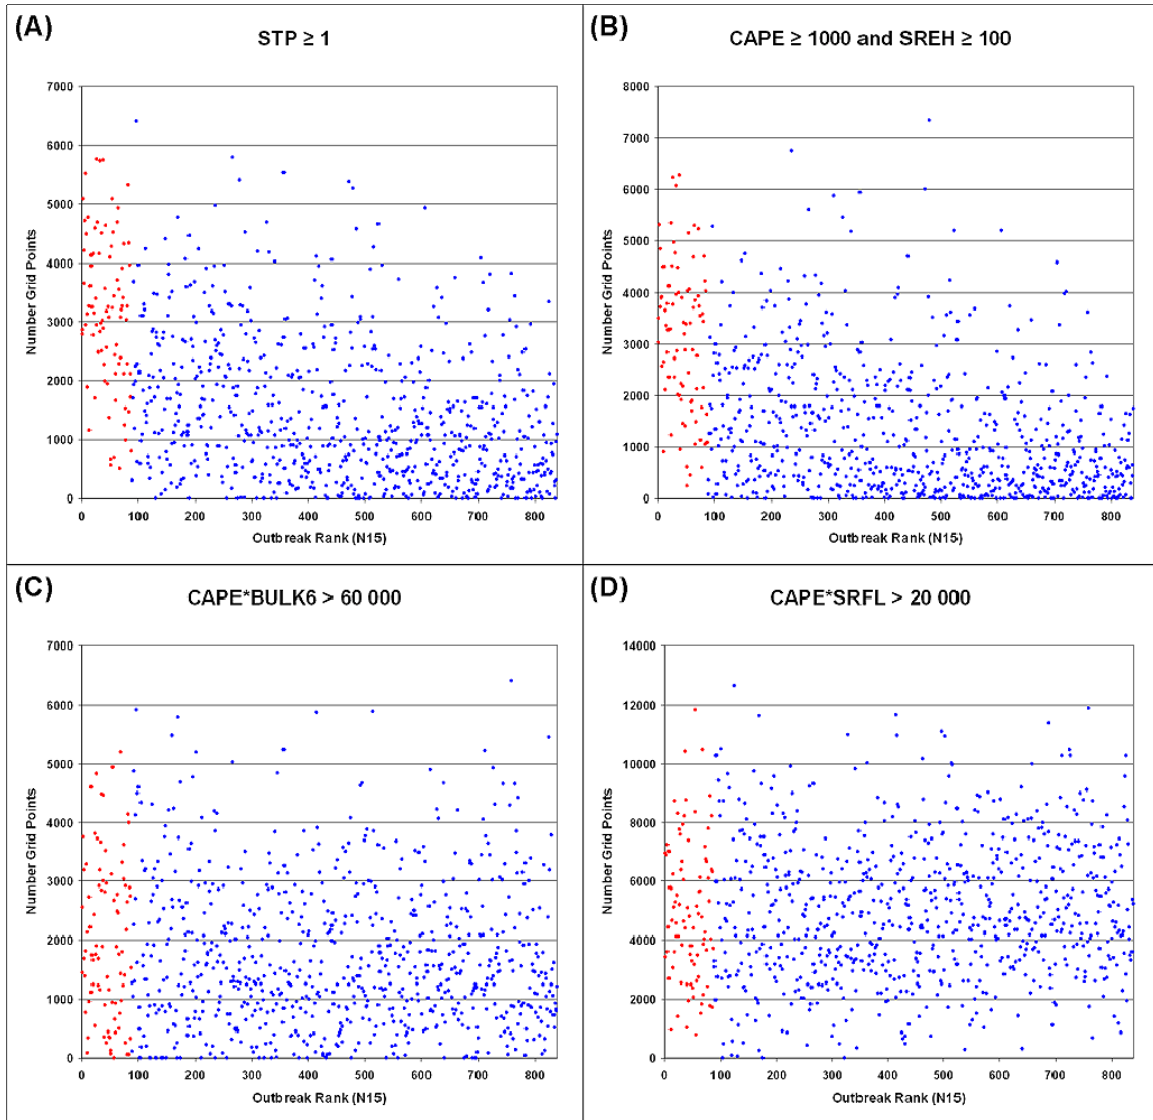 (A)
STP ≥ 1
7000
6000
5000
4000
3000
2000
1000
0
Number Grid Points
0 100 200 300 400 500 600 700 800
Outbreak Rank (N15)
(B)
CAPE ≥ 1000 and SREH ≥ 100
8000
7000
6000
5000
4000
3000
2000
1000
0
Number Grid Points
0 100 200 300 400 500 600 700 800
Outbreak Rank (N15)
(C)
CAPE*BULK6 > 60 000
7000
6000
5000
4000
3000
2000
1000
0
Number Grid Points
0 100 200 300 400 500 600 700 800
Outbreak Rank (N15)
(D)
CAPE*SRFL > 20 000
14000
12000
10000
8000
6000
4000
2000
0
Number Grid Points
0 100 200 300 400 500 600 700 800
Outbreak Rank (N15)